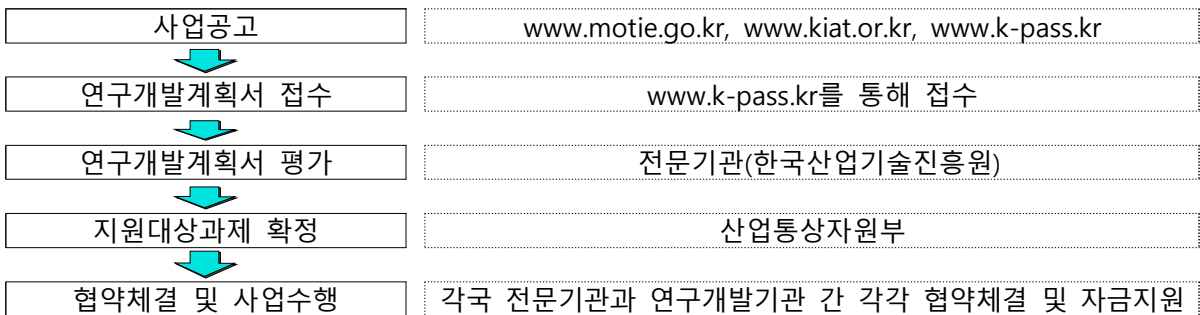 사업공고
www.motie.go.kr, www.kiat.or.kr, www.k-pass.kr
연구개발계획서 접수
www.k-pass.kr를 통해 접수
연구개발계획서 평가
전문기관(한국산업기술진흥원)
지원대상과제 확정
산업통상자원부
협약체결 및 사업수행
각국 전문기관과 연구개발기관 간 각각 협약체결 및 자금지원